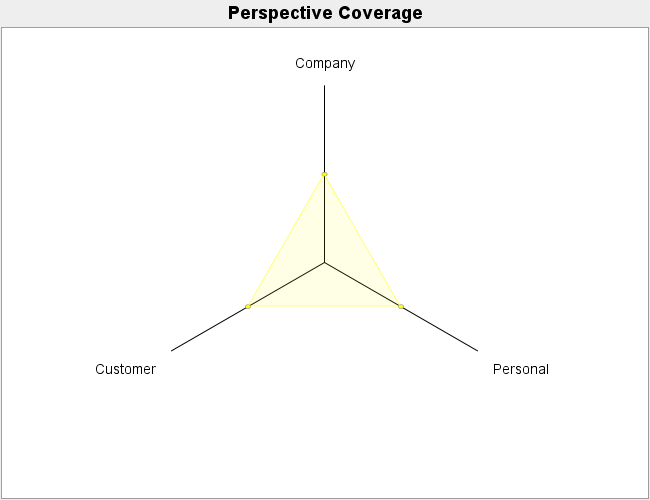 Perspective Coverage
Company
Customer
Personal